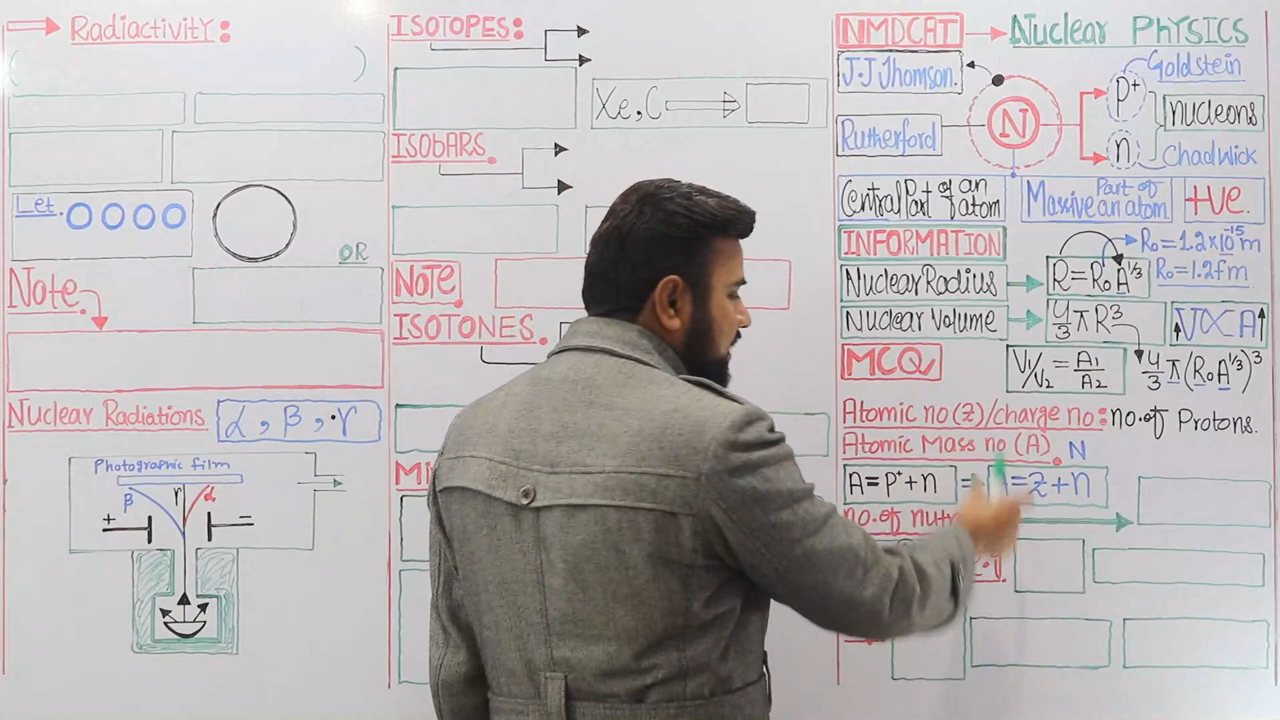 Radiactivity:
Let.
OR
Note.
Nuclear Radiations α, β, γ
Photographic film
β γ α
+ −
ISOTOPES:
Xe, C
ISObARS.
NoTe.
ISOTONES.
NMDCAT → Nuclear PHYSICS
J.J Thomson.
Rutherford
N
P+
n
Goldstein
nucleons
Chadwick
Central Part of an atom
Massive Part of an atom.
+ve.
INFORMATION
Nuclear Radius → R = R₀ A^1/3
R₀ = 1.2×10^-15 m
R₀ = 1.2 fm
Nuclear Volume → 4/3 π R³
↑V ∝ A↑
MCQ
V₁/V₂ = A₁/A₂
4/3 π (R₀ A^1/3)³
Atomic no (z)/charge no: no. of Protons.
Atomic Mass no (A). N
A = P+ + n
= z + n
no. of